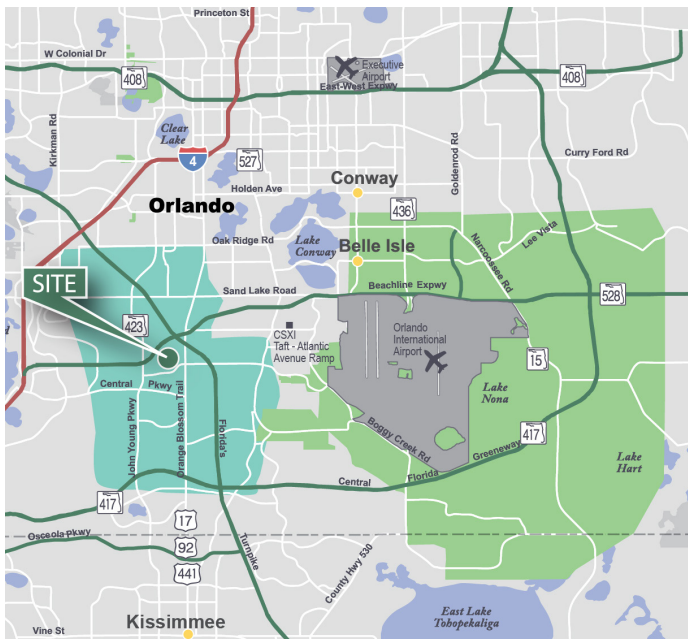 Princeton St
W Colonial Dr
408
Executive
Airport
East-West Expwy
408
Kirkman Rd
Clear
Lake
4
527
Goldenrod Rd
Curry Ford Rd
Holden Ave
Conway
Orlando
436
Oak Ridge Rd
Lake
Conway
Belle Isle
Narcoossee Rd
Lee Vista
SITE
Sand Lake Road
Beachline Expwy
528
423
CSXI
Taft - Atlantic
Avenue Ramp
Orlando
International
Airport
15
Central Pkwy
John Young Pkwy
Orange Blossom Trail
Florida's
Lake
Nona
Boggy Creek Rd
417
Greeneway
Lake
Hart
Central Florida
417
17
Osceola Pkwy
92
Turnpike
441
County Hwy 530
East Lake
Tohopekaliga
Kissimmee
Vine St